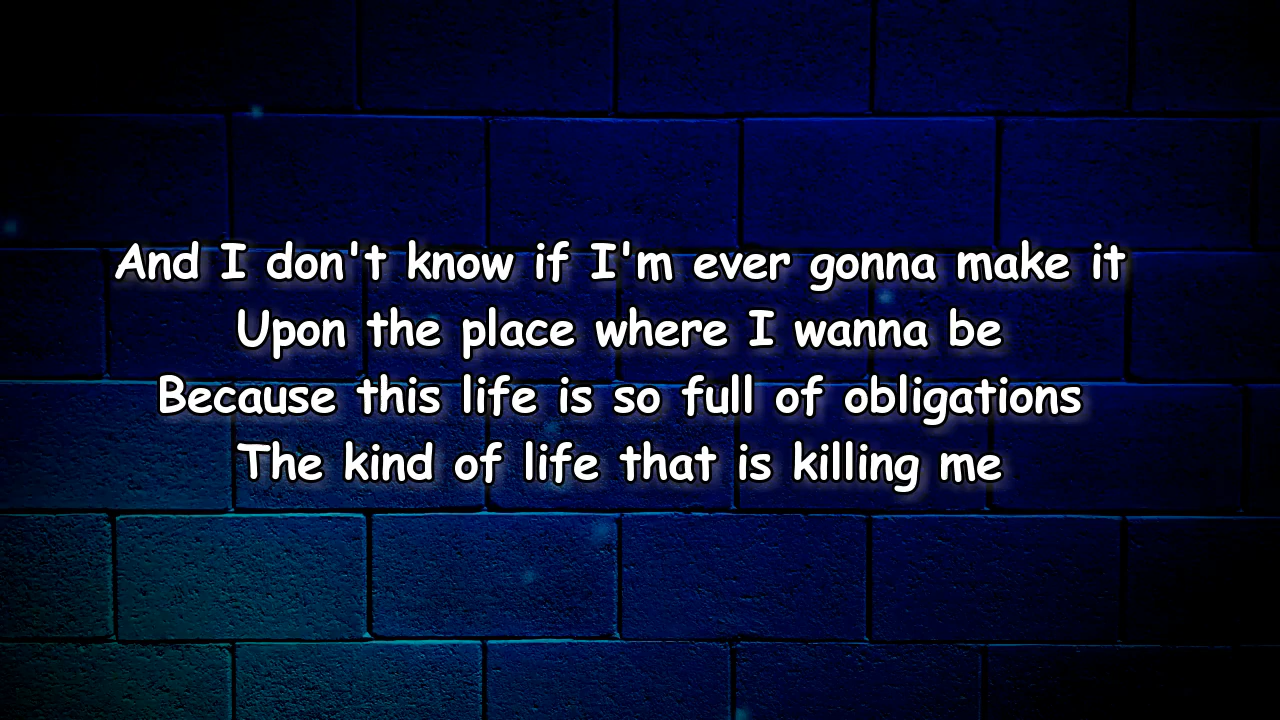 And I don't know if I'm ever gonna make it
Upon the place where I wanna be
Because this life is so full of obligations
The kind of life that is killing me